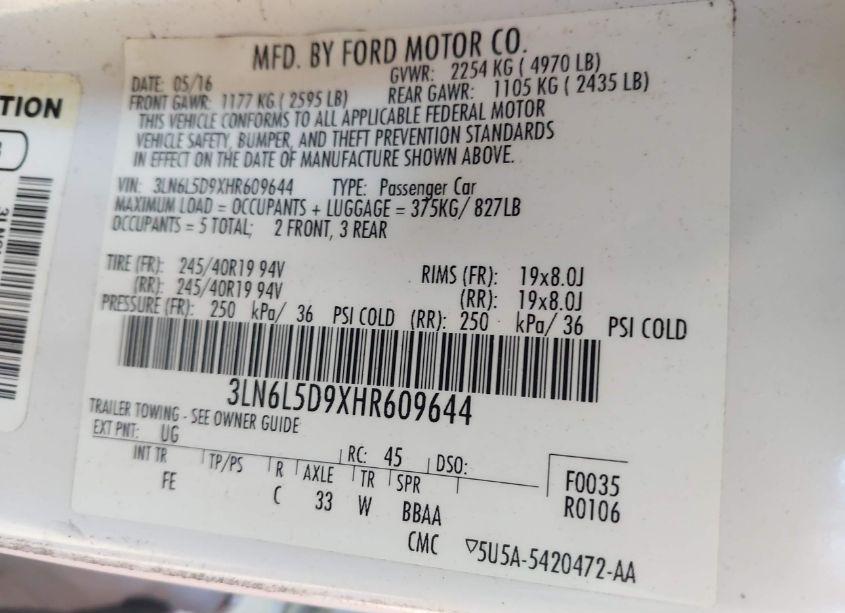 TION
MFD. BY FORD MOTOR CO.
DATE: 05/16 GVWR: 2254 KG ( 4970 LB)
FRONT GAWR: 1177 KG ( 2595 LB) REAR GAWR: 1105 KG ( 2435 LB)
THIS VEHICLE CONFORMS TO ALL APPLICABLE FEDERAL MOTOR
VEHICLE SAFETY, BUMPER, AND THEFT PREVENTION STANDARDS
IN EFFECT ON THE DATE OF MANUFACTURE SHOWN ABOVE.
VIN: 3LN6L5D9XHR609644 TYPE: Passenger Car
MAXIMUM LOAD = OCCUPANTS + LUGGAGE = 375KG/ 827LB
OCCUPANTS = 5 TOTAL; 2 FRONT, 3 REAR
TIRE (FR): 245/40R19 94V RIMS (FR): 19x8.0J
(RR): 245/40R19 94V (RR): 19x8.0J
PRESSURE (FR): 250 kPa/ 36 PSI COLD (RR): 250 kPa/ 36 PSI COLD
3LN6L5D9XHR609644
TRAILER TOWING - SEE OWNER GUIDE
EXT PNT: UG RC: 45 DSO:
INT TR TP/PS R AXLE TR SPR F0035
FE C 33 W BBAA R0106
CMC ▽5U5A-5420472-AA